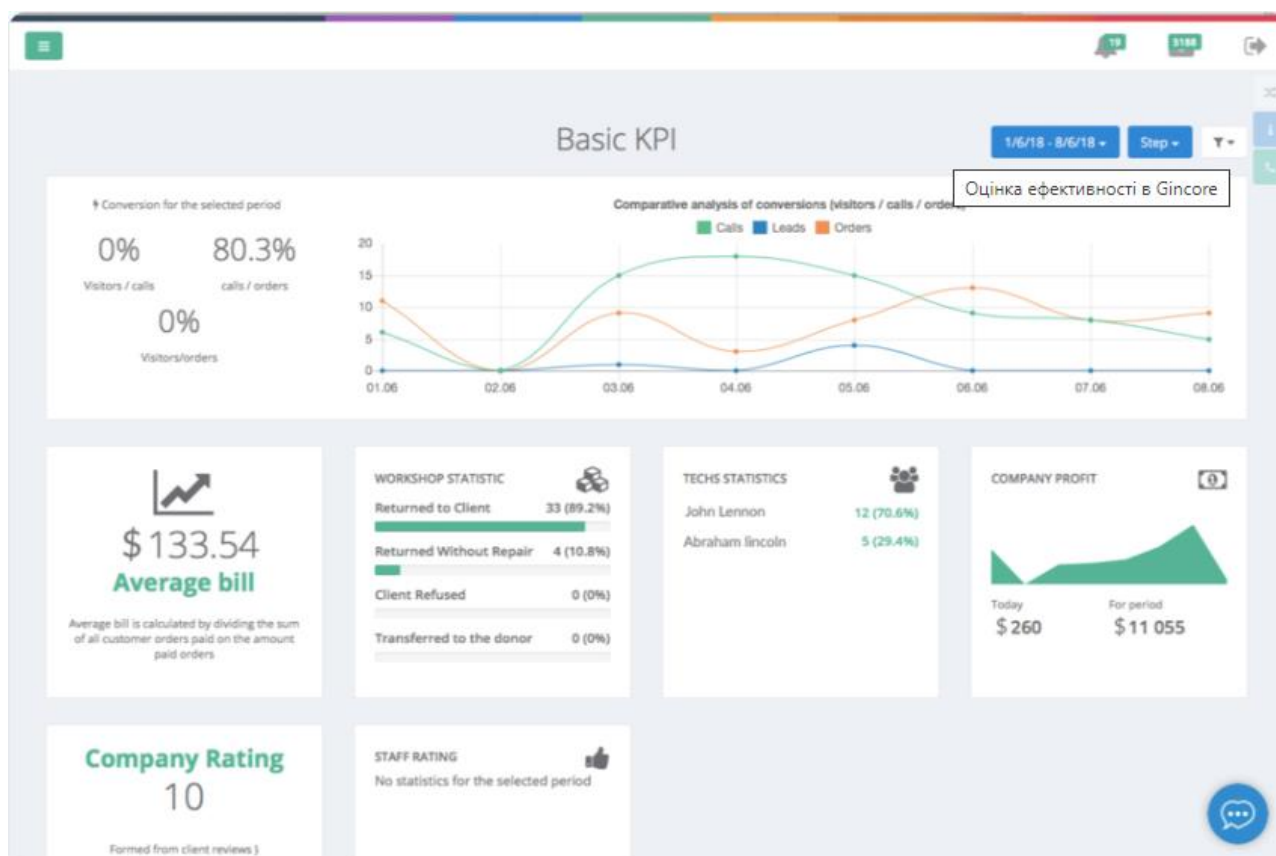 19
3188
Basic KPI
1/6/18 - 8/6/18
Step
Оцінка ефективності в Gincore
Conversion for the selected period
0%
80.3%
Visitors / calls
calls / orders
0%
Visitors/orders
Comparative analysis of conversions (visitors / calls / orders)
Calls Leads Orders
20
15
10
5
0
01.06 02.06 03.06 04.06 05.06 06.06 07.06 08.06
$133.54
Average bill
Average bill is calculated by dividing the sum
of all customer orders paid on the amount
paid orders
WORKSHOP STATISTIC
Returned to Client 33 (89.2%)
Returned Without Repair 4 (10.8%)
Client Refused 0 (0%)
Transferred to the donor 0 (0%)
TECHS STATISTICS
John Lennon 12 (70.6%)
Abraham lincoln 5 (29.4%)
COMPANY PROFIT
Today For period
$260 $11 055
Company Rating
10
Formed from client reviews )
STAFF RATING
No statistics for the selected period